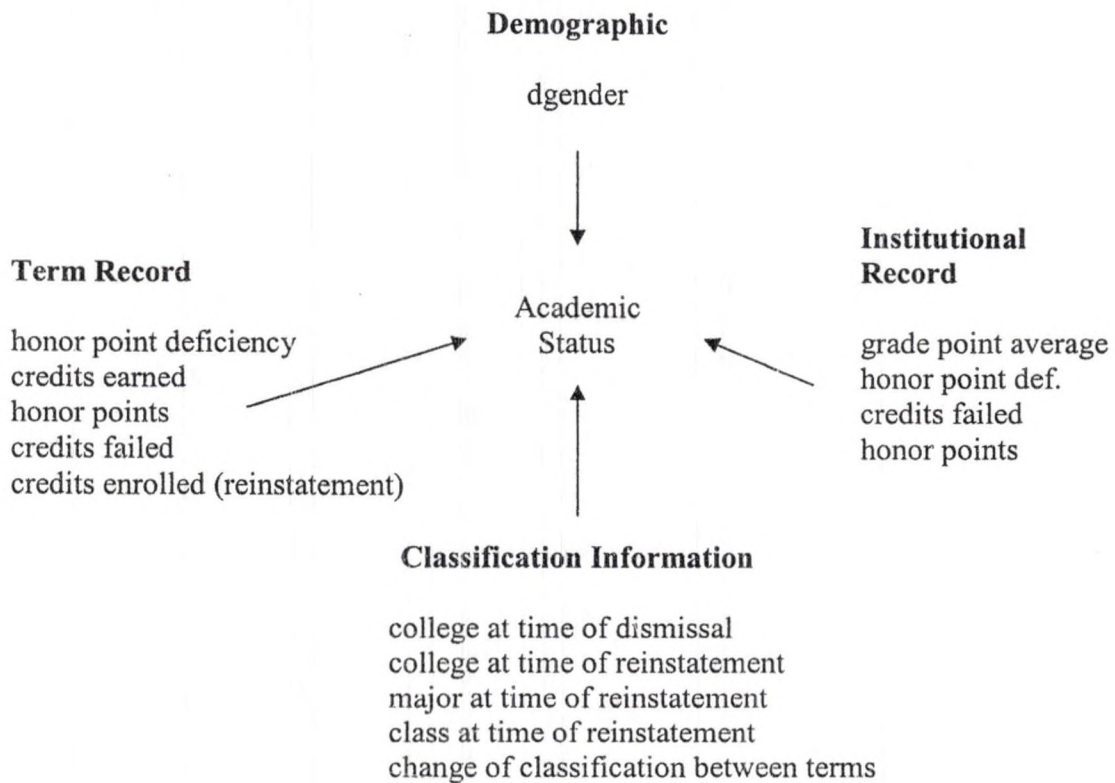 Demographic
dgender
Term Record
honor point deficiency
credits earned
honor points
credits failed
credits enrolled (reinstatement)
Academic
Status
Institutional
Record
grade point average
honor point def.
credits failed
honor points
Classification Information
college at time of dismissal
college at time of reinstatement
major at time of reinstatement
class at time of reinstatement
change of classification between terms